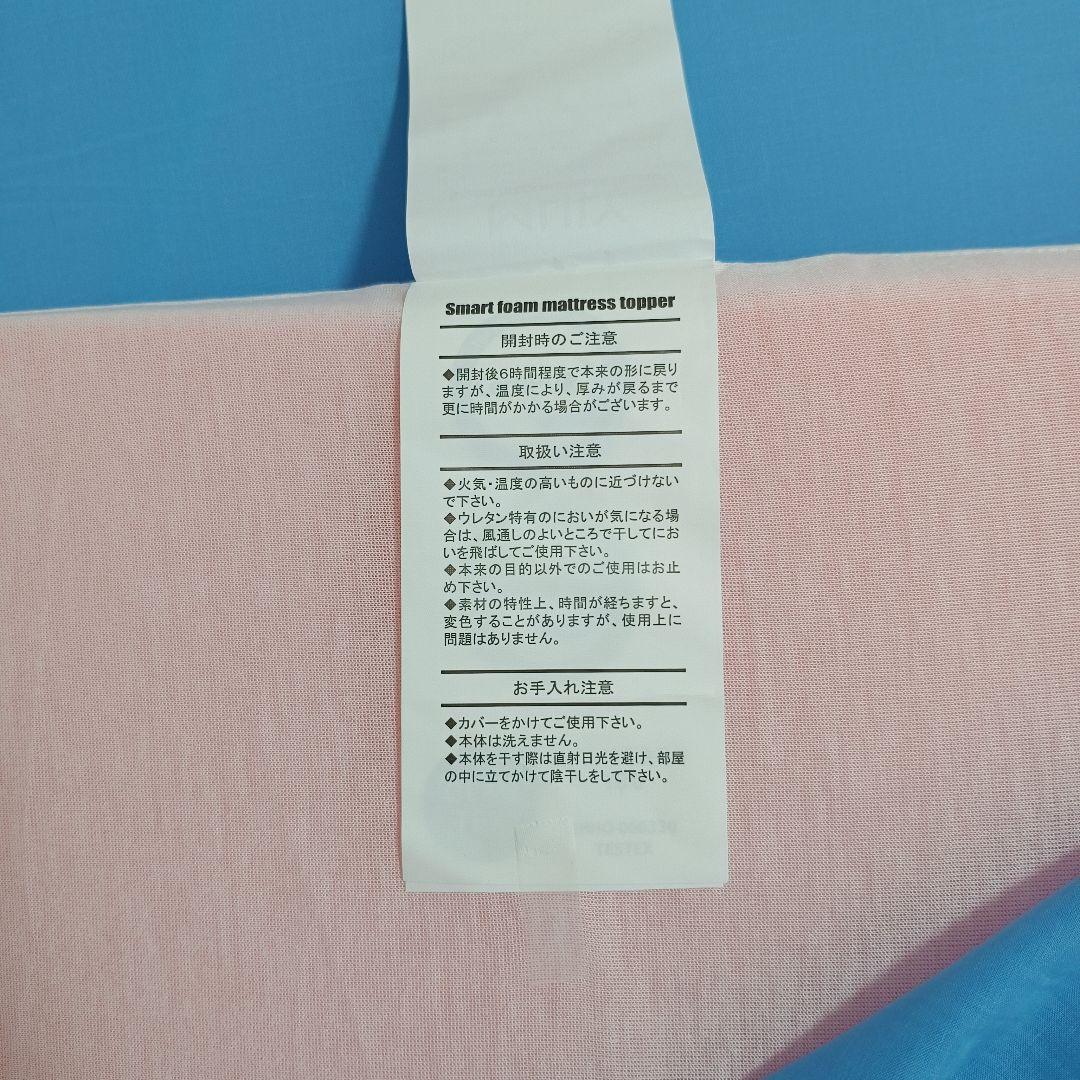 Smart foam mattress topper
開封時のご注意
◆開封後6時間程度で本来の形に戻り
ますが、温度により、厚みが戻るまで
更に時間がかかる場合がございます。
取扱い注意
◆火気・温度の高いものに近づけない
で下さい。
◆ウレタン特有のにおいが気になる場
合は、風通しのよいところで干してにお
いを飛ばしてご使用下さい。
◆本来の目的以外でのご使用はお止
め下さい。
◆素材の特性上、時間が経ちますと、
変色することがありますが、使用上に
問題はありません。
お手入れ注意
◆カバーをかけてご使用下さい。
◆本体は洗えません。
◆本体を干す際は直射日光を避け、部屋
の中に立てかけて陰干しをして下さい。
TESTEX